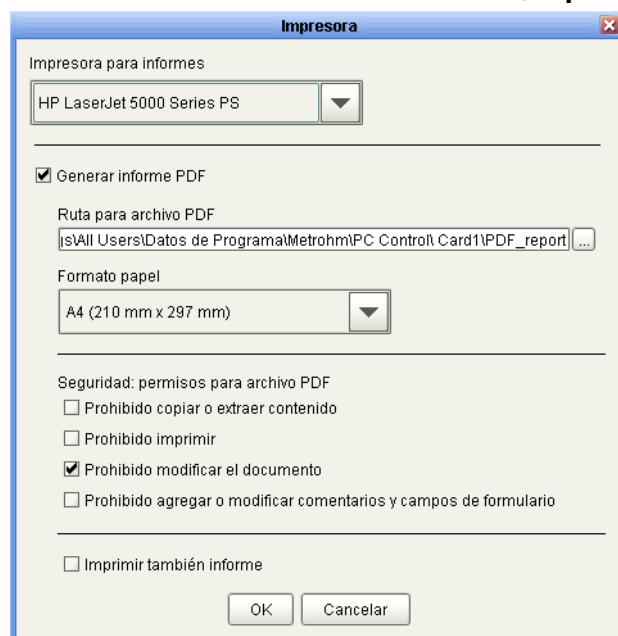 Impresora
Impresora para informes
HP LaserJet 5000 Series PS
Generar informe PDF
Ruta para archivo PDF
ıs\All Users\Datos de Programa\Metrohm\PC Control\ Card1\PDF_report ...
Formato papel
A4 (210 mm x 297 mm)
Seguridad: permisos para archivo PDF
Prohibido copiar o extraer contenido
Prohibido imprimir
Prohibido modificar el documento
Prohibido agregar o modificar comentarios y campos de formulario
Imprimir también informe
OK Cancelar